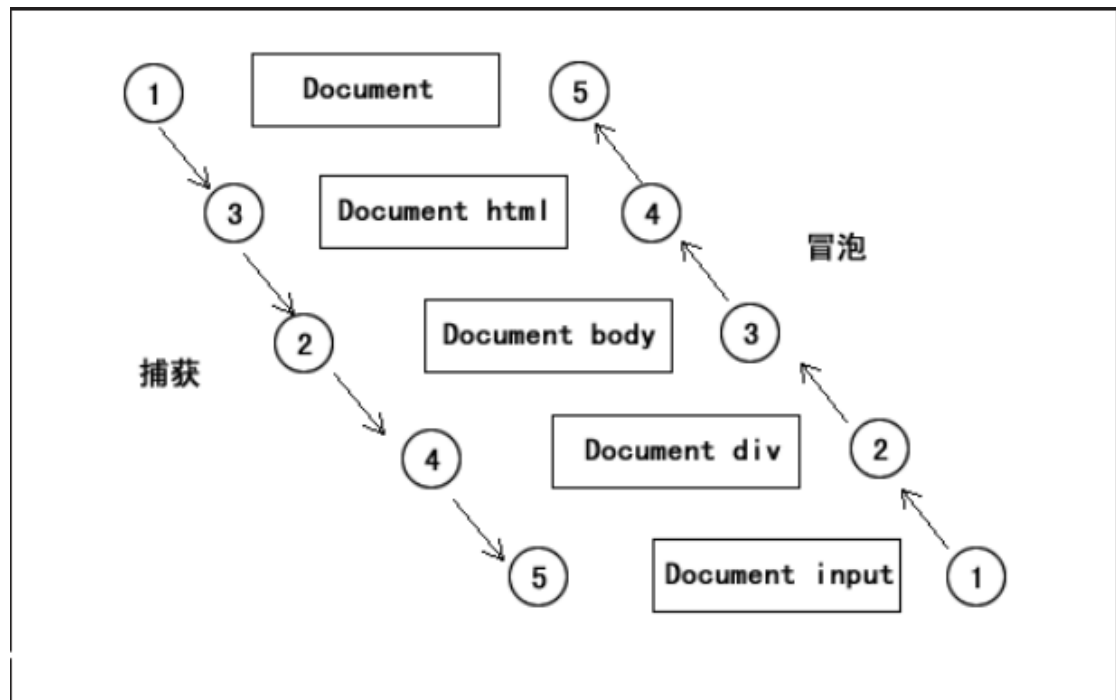 1 Document 5
3 Document html 4
冒泡
2 Document body 3
捕获
4 Document div 2
5 Document input 1